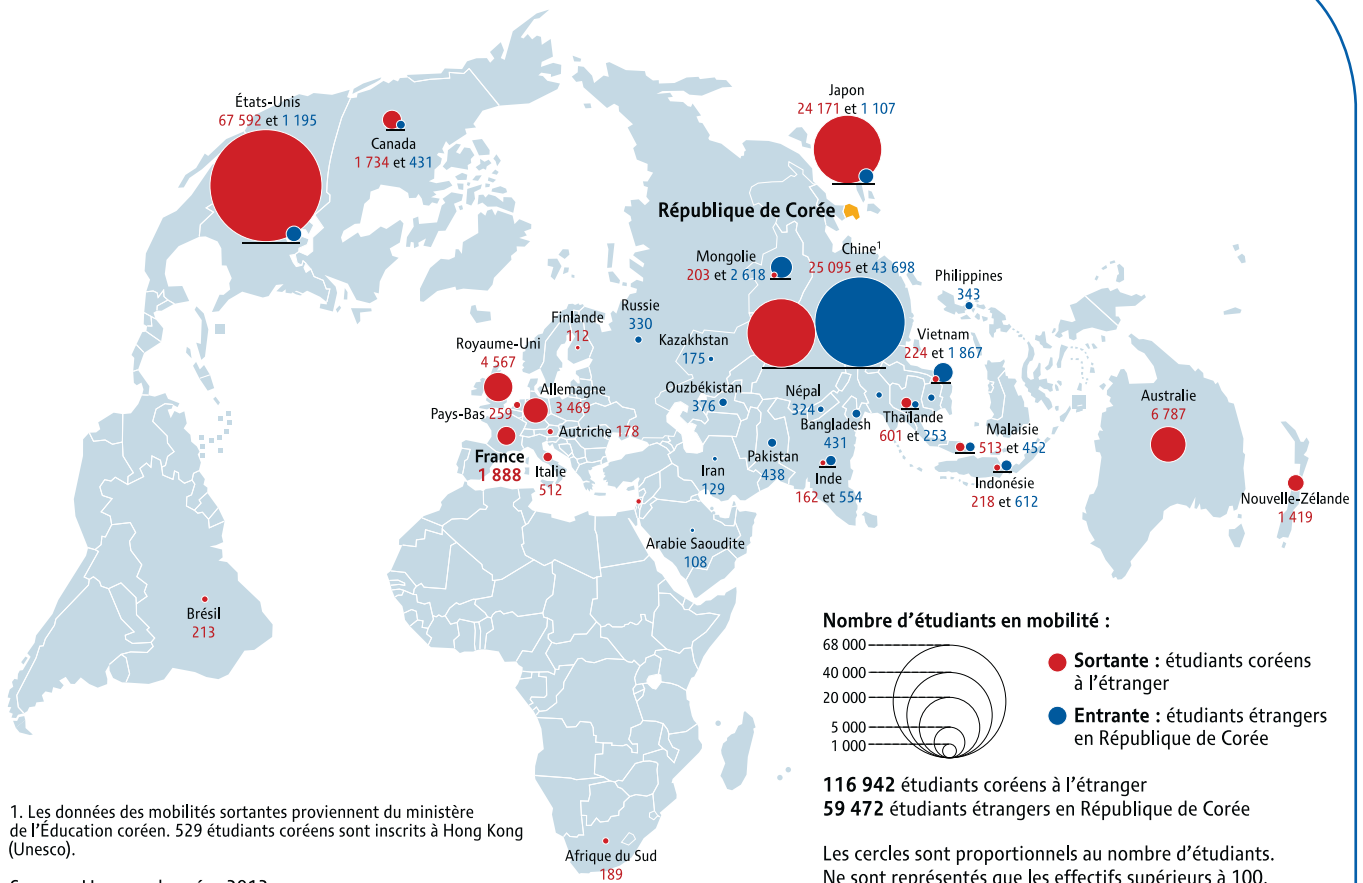 États-Unis
67 592 et 1 195
Canada
1 734 et 431
Japon
24 171 et 1 107
République de Corée
Mongolie
203 et 2 618
Chine¹
25 095 et 43 698
Philippines
343
Russie
330
Finlande
112
Kazakhstan
175
Vietnam
224 et 1 867
Royaume-Uni
4 567
Allemagne
3 469
Ouzbékistan
376
Népal
324
Australie
6 787
Pays-Bas 259
Autriche 178
Bangladesh
431
Thaïlande
601 et 253
Malaisie
513 et 452
France
1 888
Italie
512
Iran
129
Pakistan
438
Inde
162 et 554
Indonésie
218 et 612
Nouvelle-Zélande
1 419
Arabie Saoudite
108
Brésil
213
Afrique du Sud
189
Nombre d'étudiants en mobilité :
68 000
40 000
20 000
5 000
1 000
Sortante : étudiants coréens
à l'étranger
Entrante : étudiants étrangers
en République de Corée
116 942 étudiants coréens à l'étranger
59 472 étudiants étrangers en République de Corée
Les cercles sont proportionnels au nombre d'étudiants.
Ne sont représentés que les effectifs supérieurs à 100.
1. Les données des mobilités sortantes proviennent du ministère
de l'Éducation coréen. 529 étudiants coréens sont inscrits à Hong Kong
(Unesco).